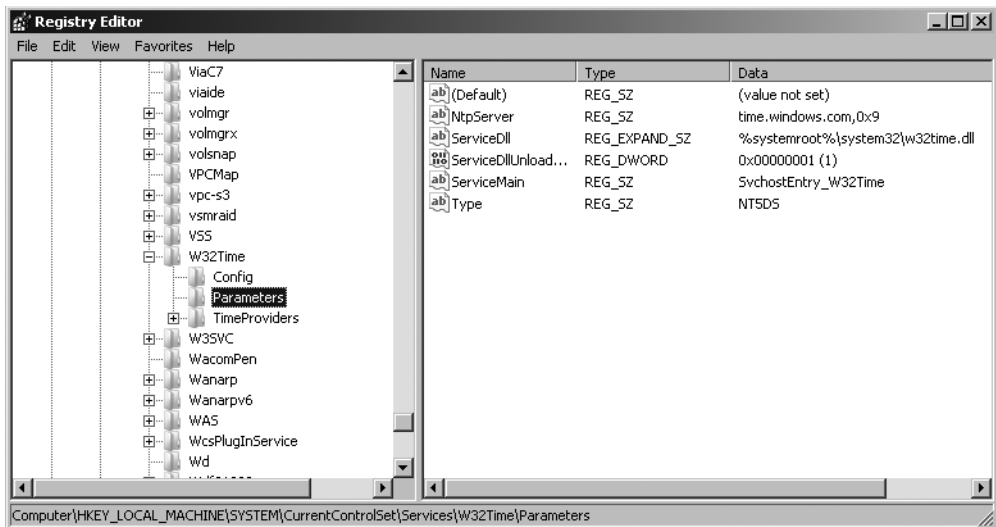 Registry Editor
File Edit View Favorites Help
ViaC7
viaide
volmgr
volmgrx
volsnap
VPCMap
vpc-s3
vsmraid
VSS
W32Time
Config
Parameters
TimeProviders
W3SVC
WacomPen
Wanarp
Wanarpv6
WAS
WcsPlugInService
Wd
Name Type Data
(Default) REG_SZ (value not set)
NtpServer REG_SZ time.windows.com,0x9
ServiceDll REG_EXPAND_SZ %systemroot%\system32\w32time.dll
ServiceDllUnload... REG_DWORD 0x00000001 (1)
ServiceMain REG_SZ SvchostEntry_W32Time
Type REG_SZ NT5DS
Computer\HKEY_LOCAL_MACHINE\SYSTEM\CurrentControlSet\Services\W32Time\Parameters